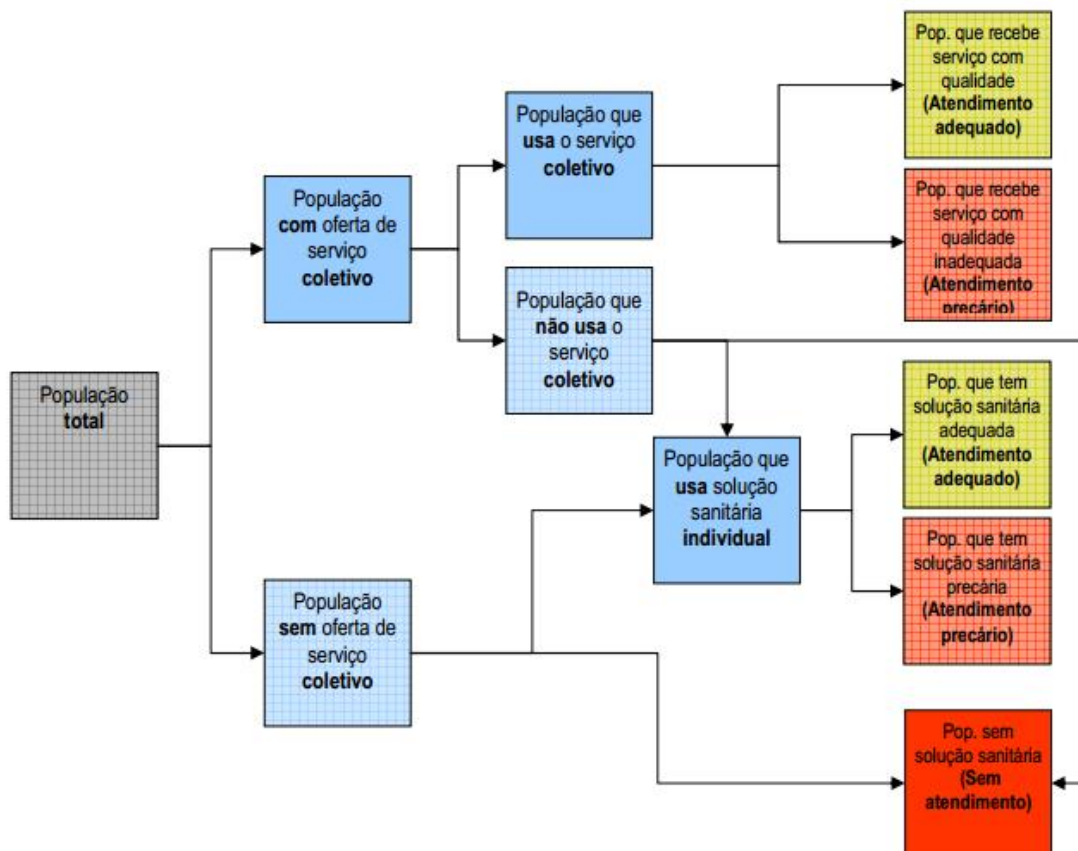 População
total
População
com oferta de
serviço
coletivo
População
sem oferta de
serviço
coletivo
População que
usa o serviço
coletivo
População que
não usa o
serviço
coletivo
População que
usa solução
sanitária
individual
Pop. que recebe
serviço com
qualidade
(Atendimento
adequado)
Pop. que recebe
serviço com
qualidade
inadequada
(Atendimento
precário)
Pop. que tem
solução sanitária
adequada
(Atendimento
adequado)
Pop. que tem
solução sanitária
precária
(Atendimento
precário)
Pop. sem
solução sanitária
(Sem
atendimento)